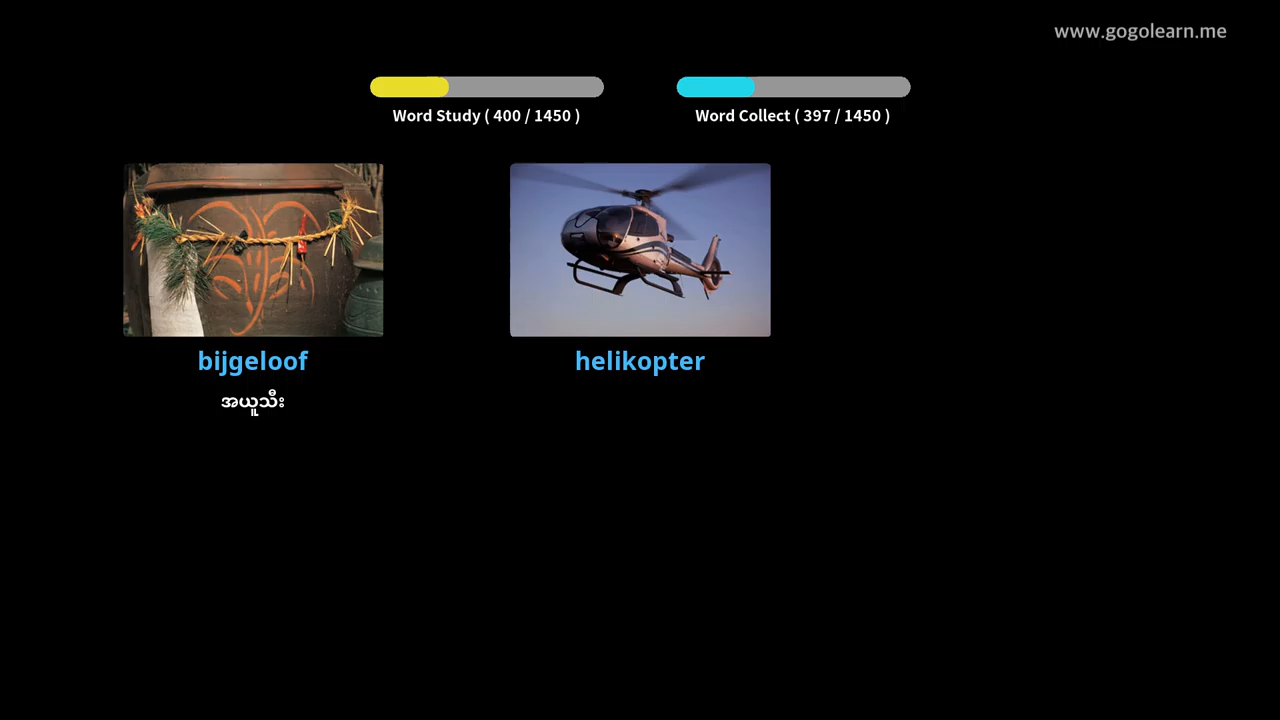 www.gogolearn.me
Word Study ( 400 / 1450 )
Word Collect ( 397 / 1450 )
bijgeloof
helikopter
အယူသီး